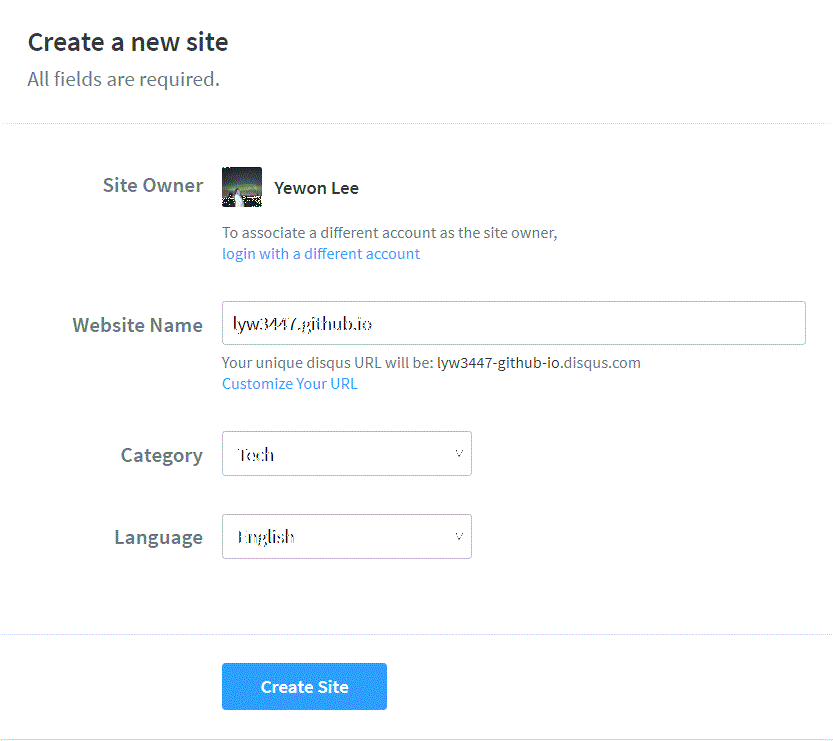 Create a new site
All fields are required.
Site Owner
Yewon Lee
To associate a different account as the site owner,
login with a different account
Website Name
lyw3447.github.io
Your unique disqus URL will be: lyw3447-github-io.disqus.com
Customize Your URL
Category
Tech
Language
English
Create Site